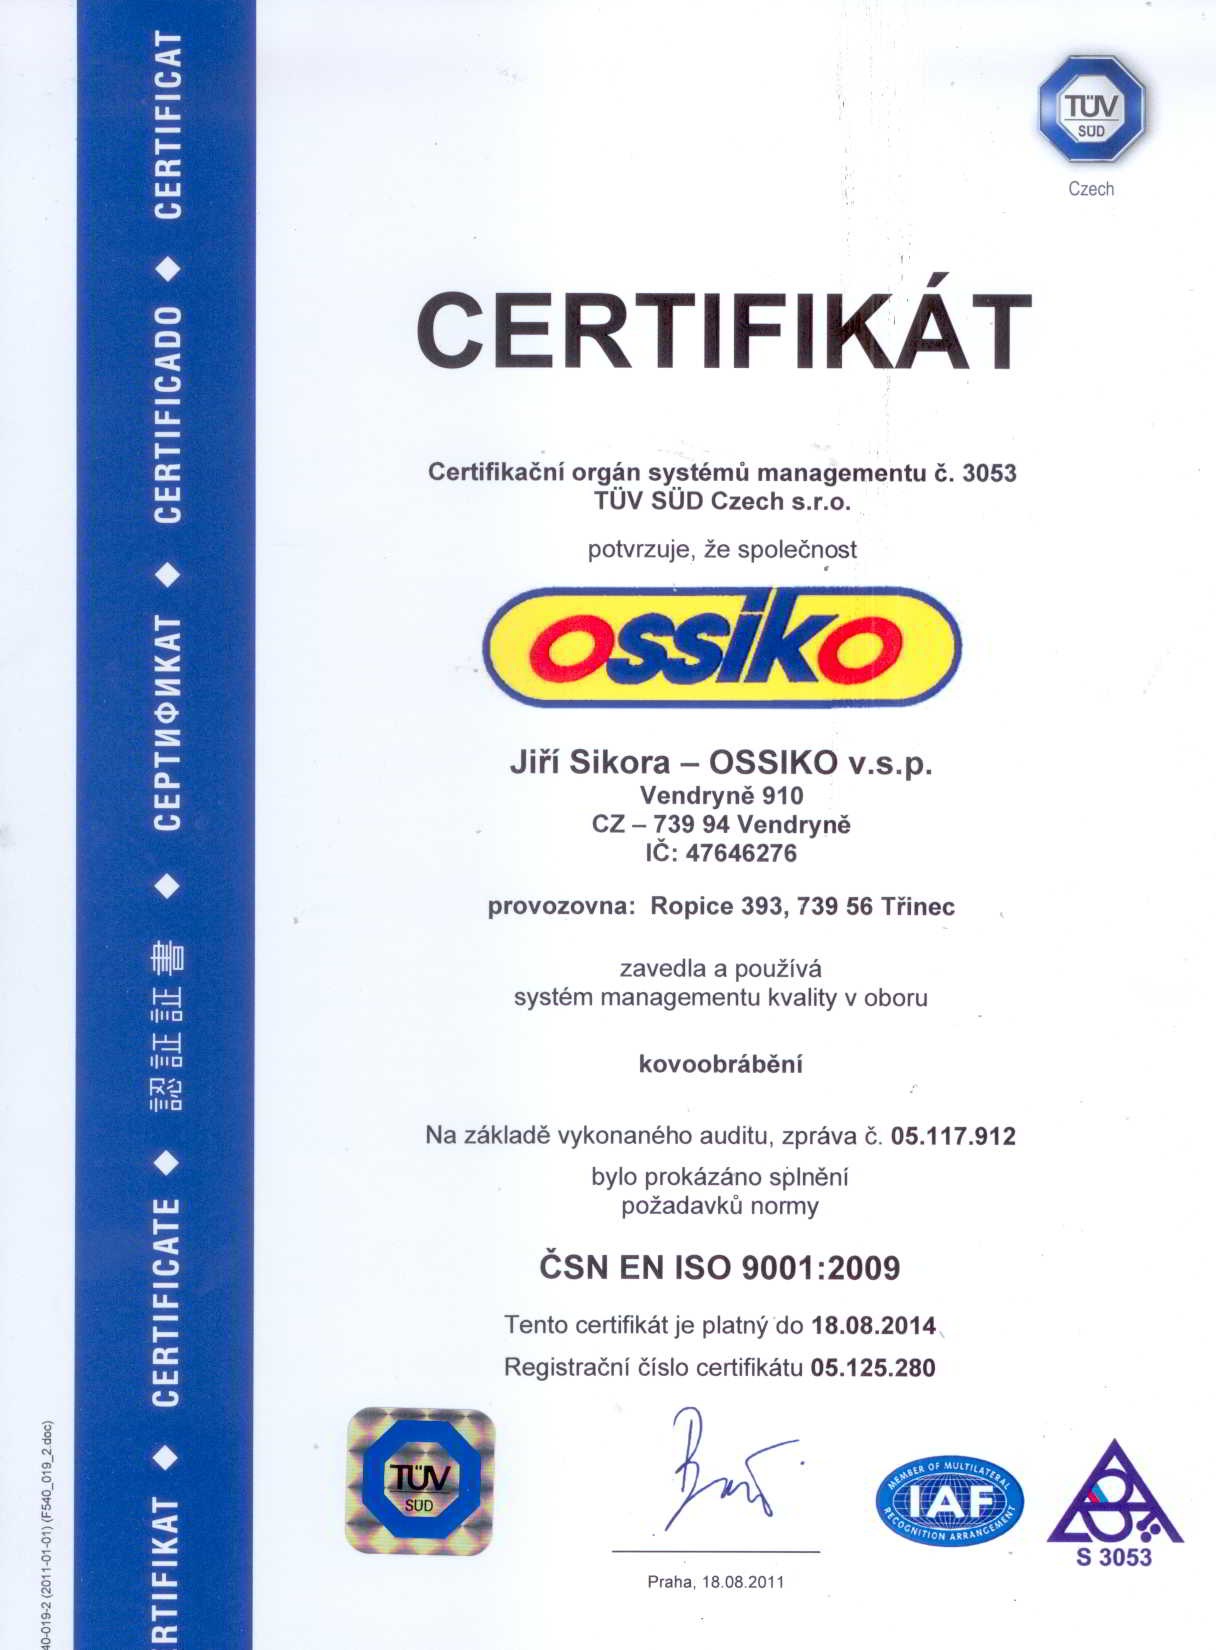 TÜV
SÜD
Czech
CERTIFIKÁT
Certifikační orgán systémů managementu č. 3053
TÜV SÜD Czech s.r.o.
potvrzuje, že společnost
ossiko
Jiří Sikora – OSSIKO v.s.p.
Vendryně 910
CZ – 739 94 Vendryně
IČ: 47646276
provozovna: Ropice 393, 739 56 Třinec
zavedla a používá
systém managementu kvality v oboru
kovoobrábění
Na základě vykonaného auditu, zpráva č. 05.117.912
bylo prokázáno splnění
požadavků normy
ČSN EN ISO 9001:2009
Tento certifikát je platný do 18.08.2014
Registrační číslo certifikátu 05.125.280
TÜV
SÜD
MEMBER OF MULTILATERAL
IAF
RECOGNITION ARRANGEMENT
S 3053
Praha, 18.08.2011
RTIFIKAT ◆ CERTIFICATE ◆ 認証証書 ◆ СЕРТИФИКАТ ◆ CERTIFICADO ◆ CERTIFICAT
40-019-2 (2011-01-01) (F540_019_2.doc)